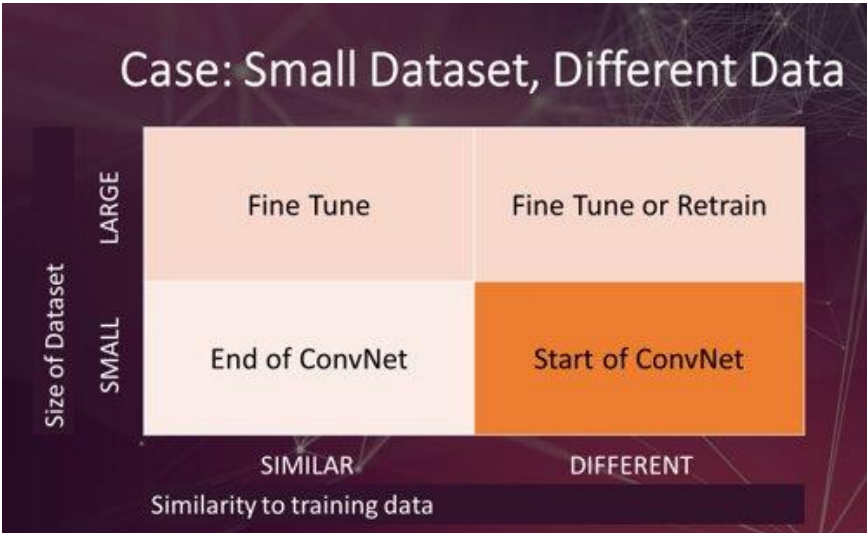 Case: Small Dataset, Different Data
Size of Dataset
LARGE
Fine Tune
Fine Tune or Retrain
SMALL
End of ConvNet
Start of ConvNet
SIMILAR
DIFFERENT
Similarity to training data